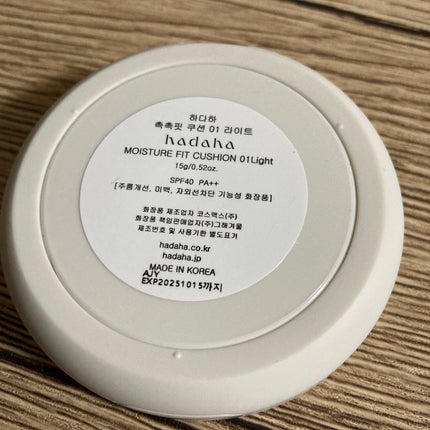 하다하
촉촉핏 쿠션 01 라이트
hadaha
MOISTURE FIT CUSHION 01Light
15g/0.52oz.
SPF40 PA++
[주름개선, 미백, 자외선차단 기능성 화장품]
화장품 제조업자 코스맥스(주)
화장품 책임판매업자(주)그해겨울
제조번호 및 사용기한 별도표기
hadaha.co.kr
hadaha.jp
MADE IN KOREA
AJY
EXP20251015까지